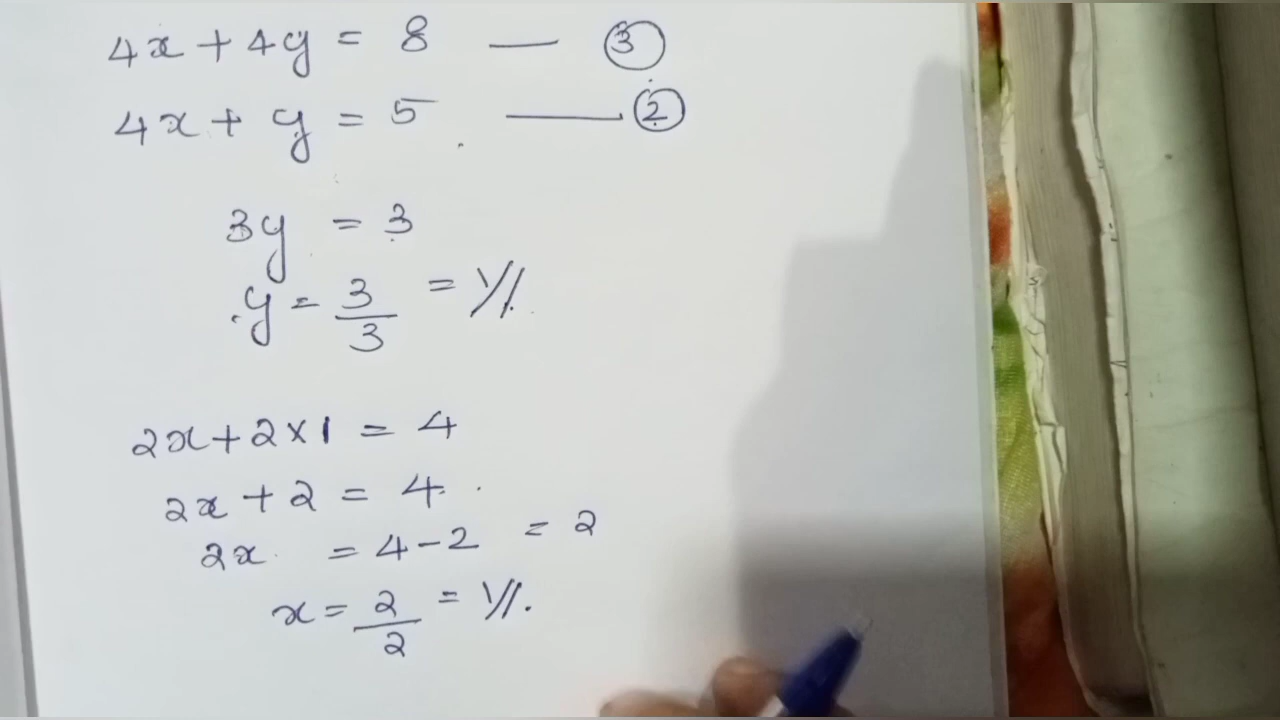 4x + 4y = 8 — ③
4x + y = 5 — ②
3y = 3
y = 3/3 = 1//.
2x + 2 × 1 = 4
2x + 2 = 4
2x = 4 - 2 = 2
x = 2/2 = 1//.